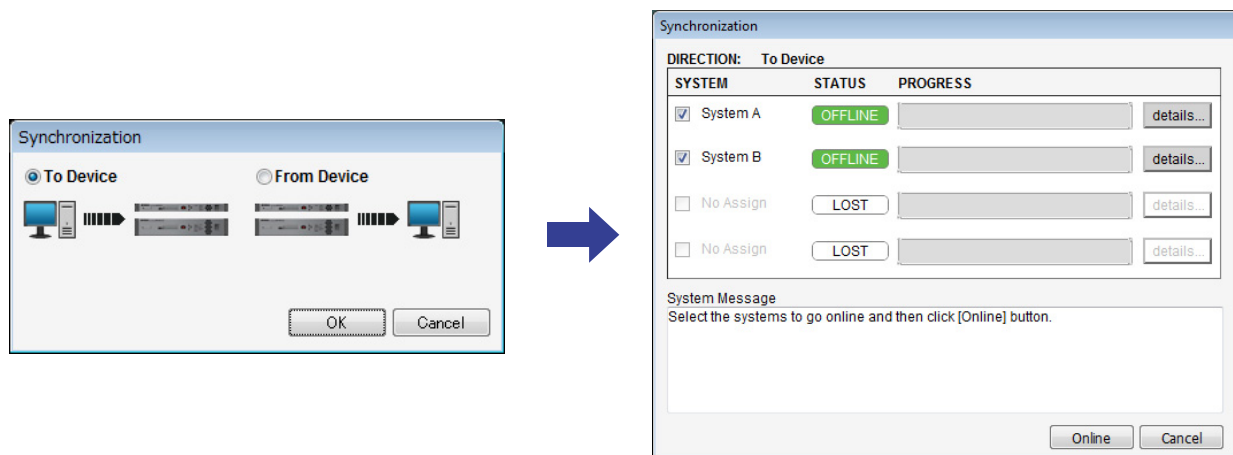 Synchronization
To Device From Device
OK Cancel
Synchronization
DIRECTION: To Device
SYSTEM STATUS PROGRESS
System A OFFLINE details...
System B OFFLINE details...
No Assign LOST details...
No Assign LOST details...
System Message
Select the systems to go online and then click [Online] button.
Online Cancel